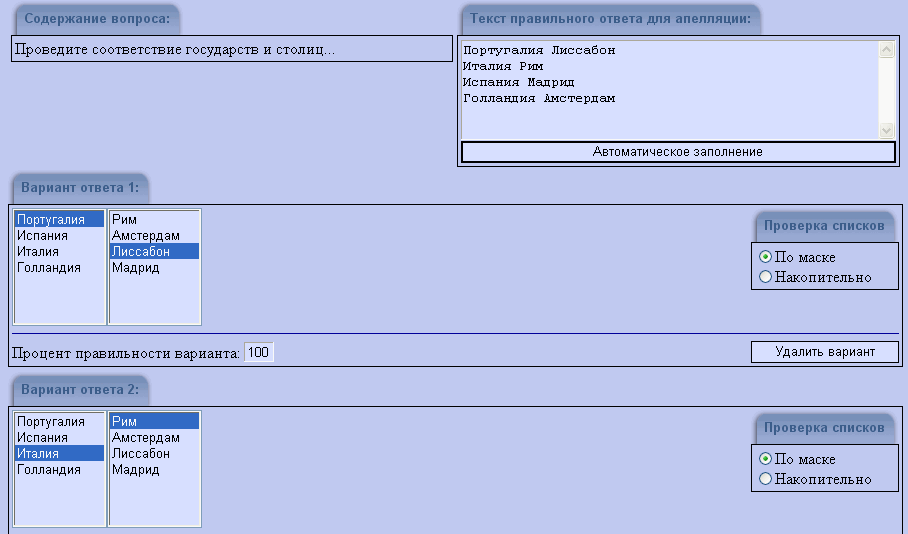 Содержание вопроса:
Проведите соответствие государств и столиц...
Текст правильного ответа для апелляции:
Португалия Лиссабон
Италия Рим
Испания Мадрид
Голландия Амстердам
Автоматическое заполнение
Вариант ответа 1:
Португалия
Испания
Италия
Голландия
Рим
Амстердам
Лиссабон
Мадрид
Проверка списков
По маске
Накопительно
Процент правильности варианта: 100
Удалить вариант
Вариант ответа 2:
Португалия
Испания
Италия
Голландия
Рим
Амстердам
Лиссабон
Мадрид
Проверка списков
По маске
Накопительно